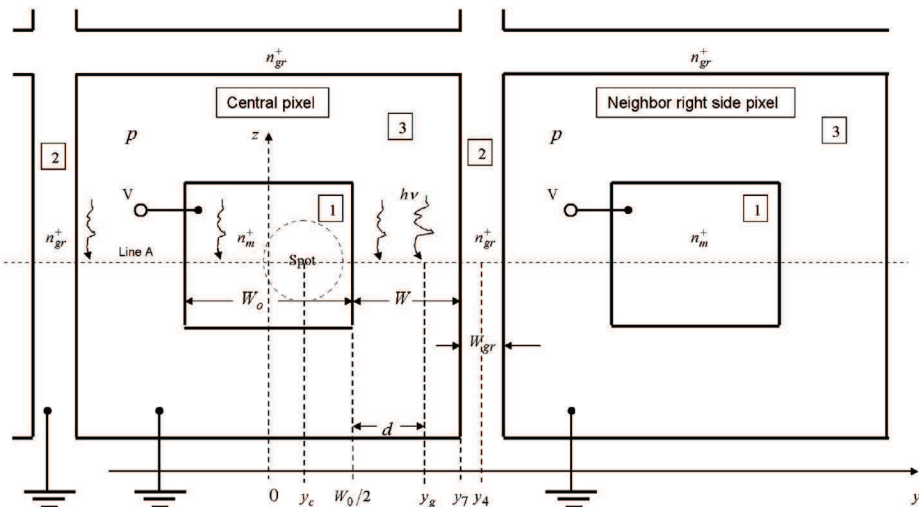 n⁺gr n⁺gr
Central pixel Neighbor right side pixel
3 3
p z 2 2 p
V 1 hν V 1
n⁺gr n⁺m n⁺gr n⁺m
Line A
Spot
Wo W
Wgr
d
0 yc W0/2 yg y7 y4 y